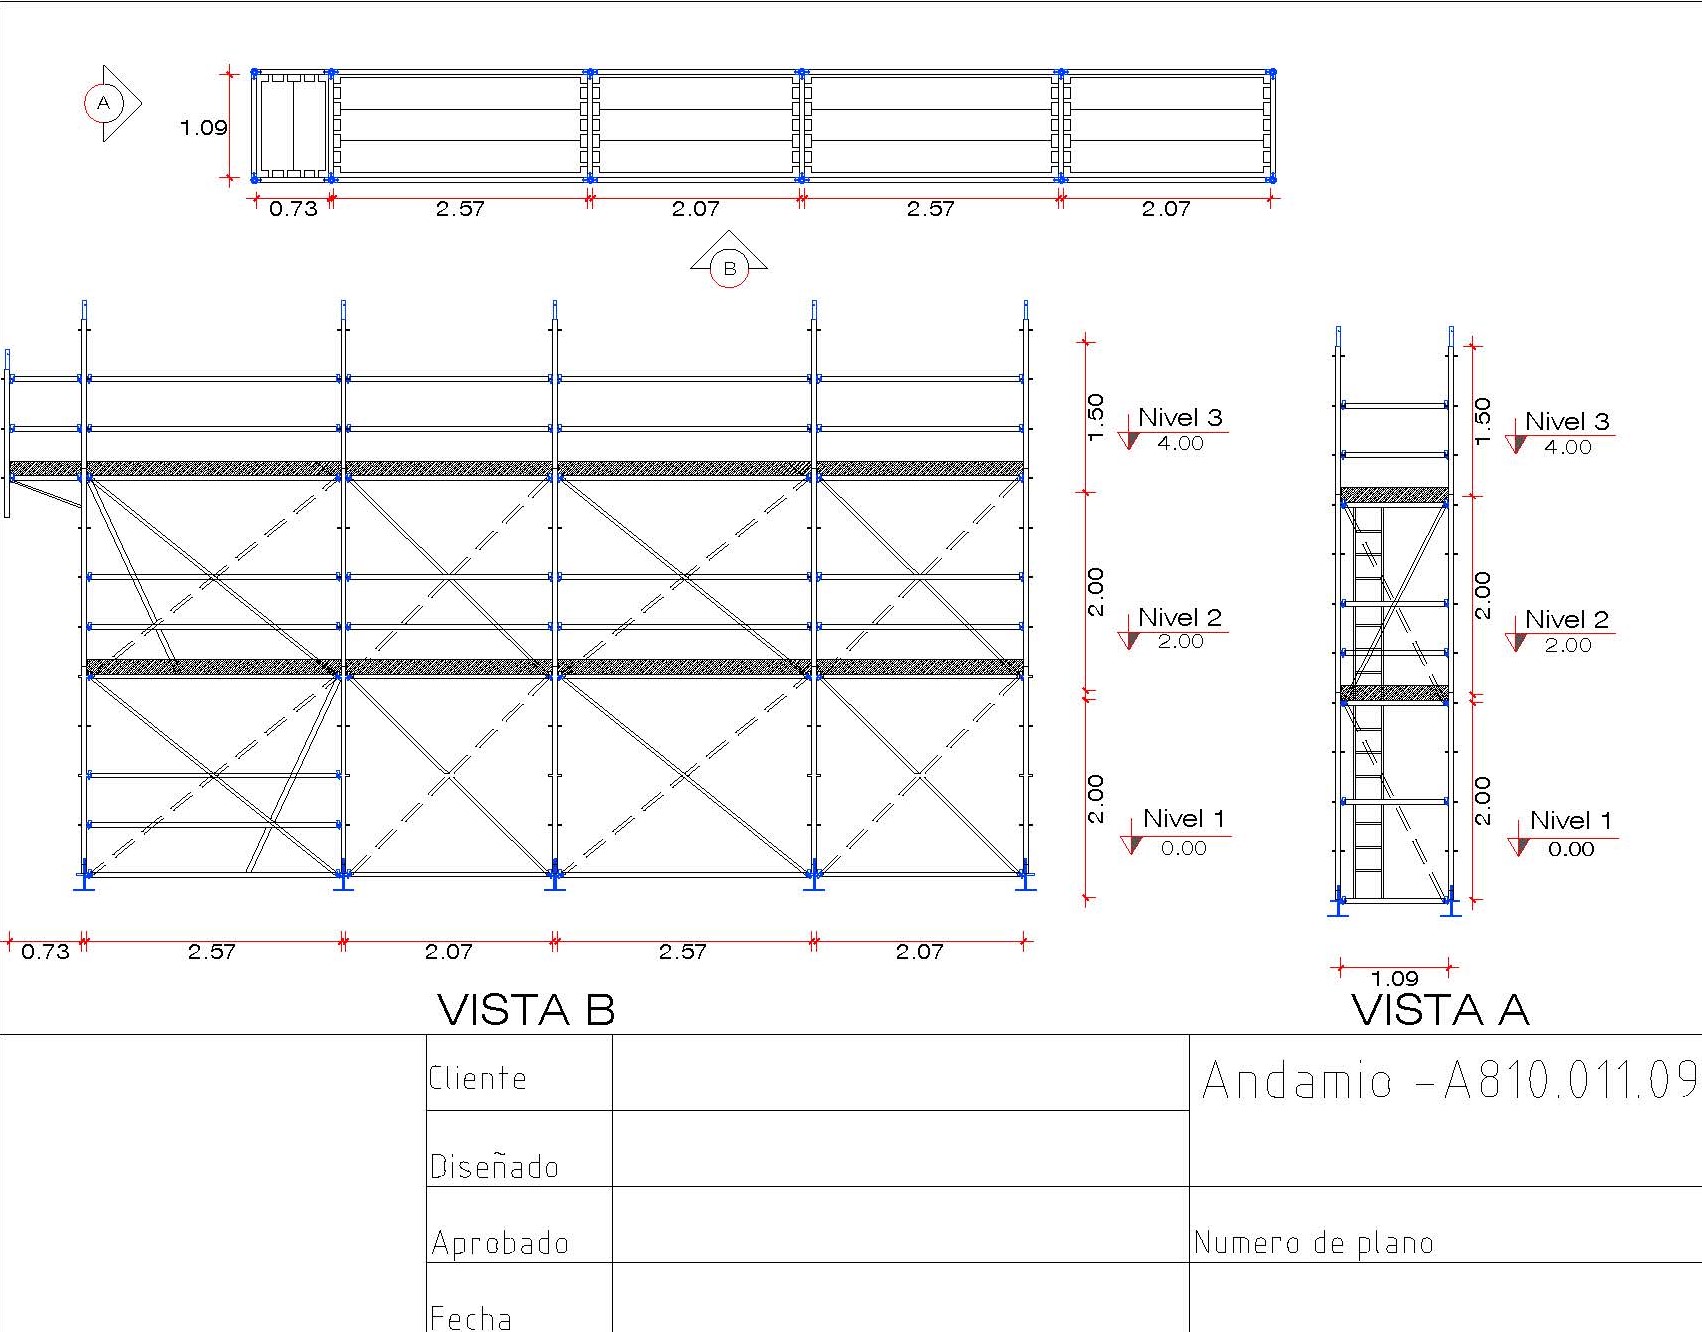 A
1.09
0.73 2.57 2.07 2.57 2.07
B
1.50
Nivel 3
4.00
2.00
Nivel 2
2.00
2.00
Nivel 1
0.00
0.73 2.57 2.07 2.57 2.07
VISTA B
1.50
Nivel 3
4.00
2.00
Nivel 2
2.00
2.00
Nivel 1
0.00
1.09
VISTA A
Cliente
Andamio -A810.011.09
Diseñado
Aprobado
Numero de plano
Fecha